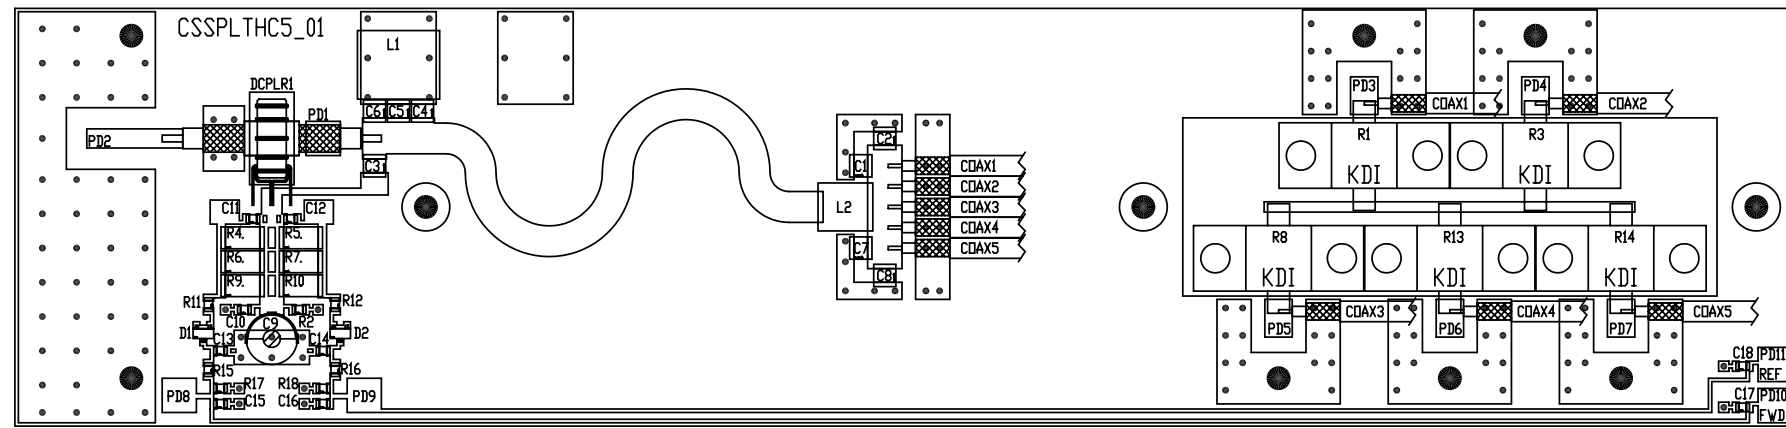 CSSPLTHC5_01
L1
DCPLR1
PD1
C6
C5
C4
PD2
C3
C11
C12
R4
R5
R6
R7
R9
R10
R11
R12
C10
C9
R2
D1
D2
C13
C14
R15
R16
R17
R18
PD8
C15
C16
PD9
C2
C1
L2
C7
C8
COAX1
COAX2
COAX3
COAX4
COAX5
PD3
COAX1
PD4
COAX2
R1
R3
KDI
KDI
R8
R13
R14
KDI
KDI
KDI
COAX3
COAX4
COAX5
PD5
PD6
PD7
C18
PD11
REF
C17
PD10
FWD